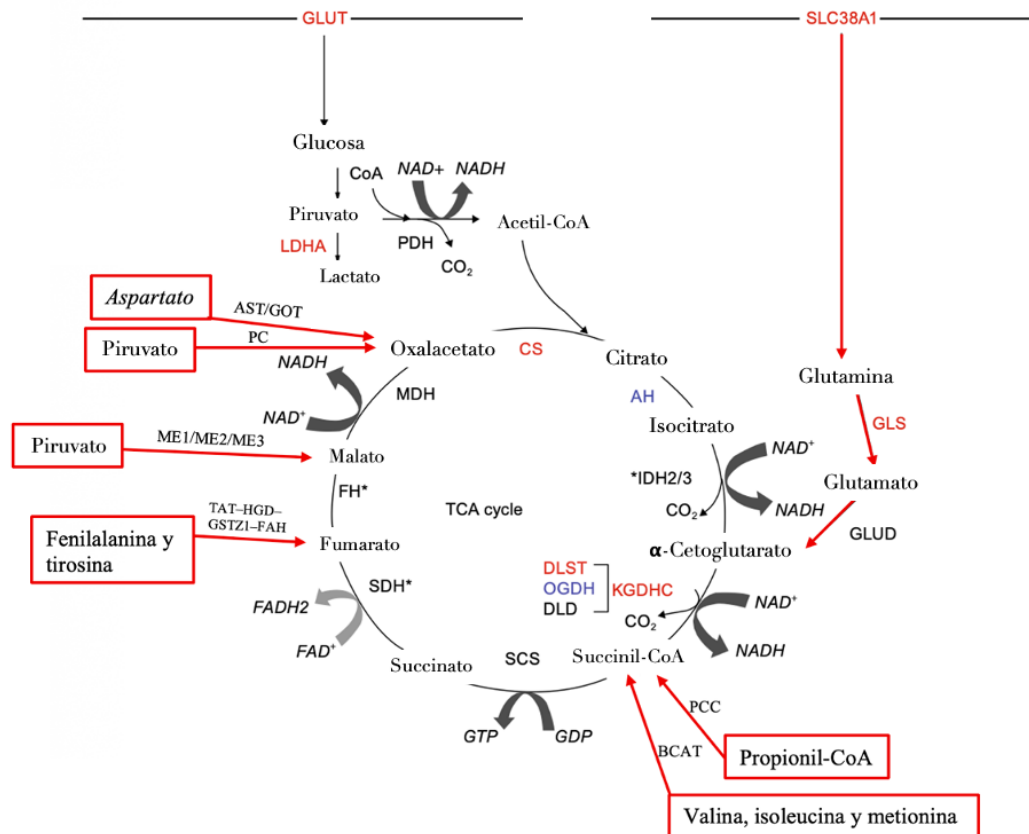 GLUT
SLC38A1
Glucosa
CoA
NAD+
NADH
Piruvato
PDH
Acetil-CoA
LDHA
CO₂
Lactato
Aspartato
AST/GOT
Piruvato
PC
Oxalacetato
CS
Citrato
NADH
MDH
NAD⁺
AH
Isocitrato
Glutamina
GLS
Piruvato
ME1/ME2/ME3
Malato
*IDH2/3
NAD⁺
CO₂
NADH
Glutamato
FH*
TCA cycle
GLUD
Fenilalanina y
tirosina
TAT–HGD–
GSTZ1–FAH
Fumarato
α-Cetoglutarato
SDH*
DLST
OGDH
DLD
KGDHC
CO₂
NAD⁺
NADH
FADH2
FAD⁺
Succinato
SCS
Succinil-CoA
GTP
GDP
PCC
BCAT
Propionil-CoA
Valina, isoleucina y metionina